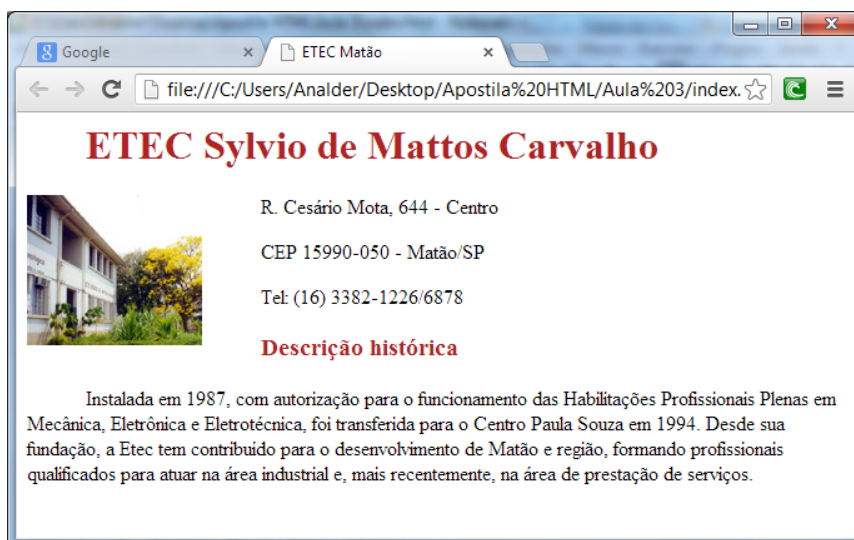 Google
ETEC Matão
file:///C:/Users/Analder/Desktop/Apostila%20HTML/Aula%203/index.
ETEC Sylvio de Mattos Carvalho
R. Cesário Mota, 644 - Centro
CEP 15990-050 - Matão/SP
Tel: (16) 3382-1226/6878
Descrição histórica
Instalada em 1987, com autorização para o funcionamento das Habilitações Profissionais Plenas em
Mecânica, Eletrônica e Eletrotécnica, foi transferida para o Centro Paula Souza em 1994. Desde sua
fundação, a Etec tem contribuído para o desenvolvimento de Matão e região, formando profissionais
qualificados para atuar na área industrial e, mais recentemente, na área de prestação de serviços.